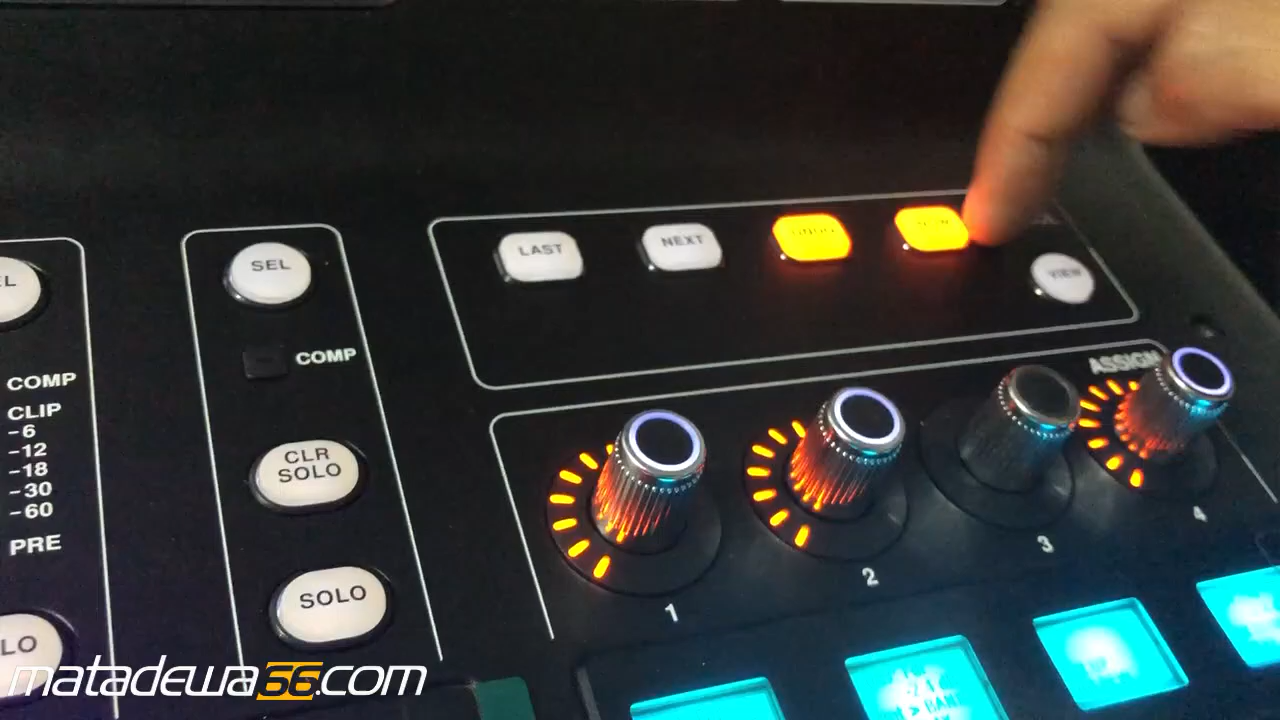 LAST
NEXT
VIEW
SEL
COMP
ASSIGN
COMP
CLIP
-6
-12
-18
-30
-60
PRE
CLR
SOLO
SOLO
1
2
3
4
matadewa66.com